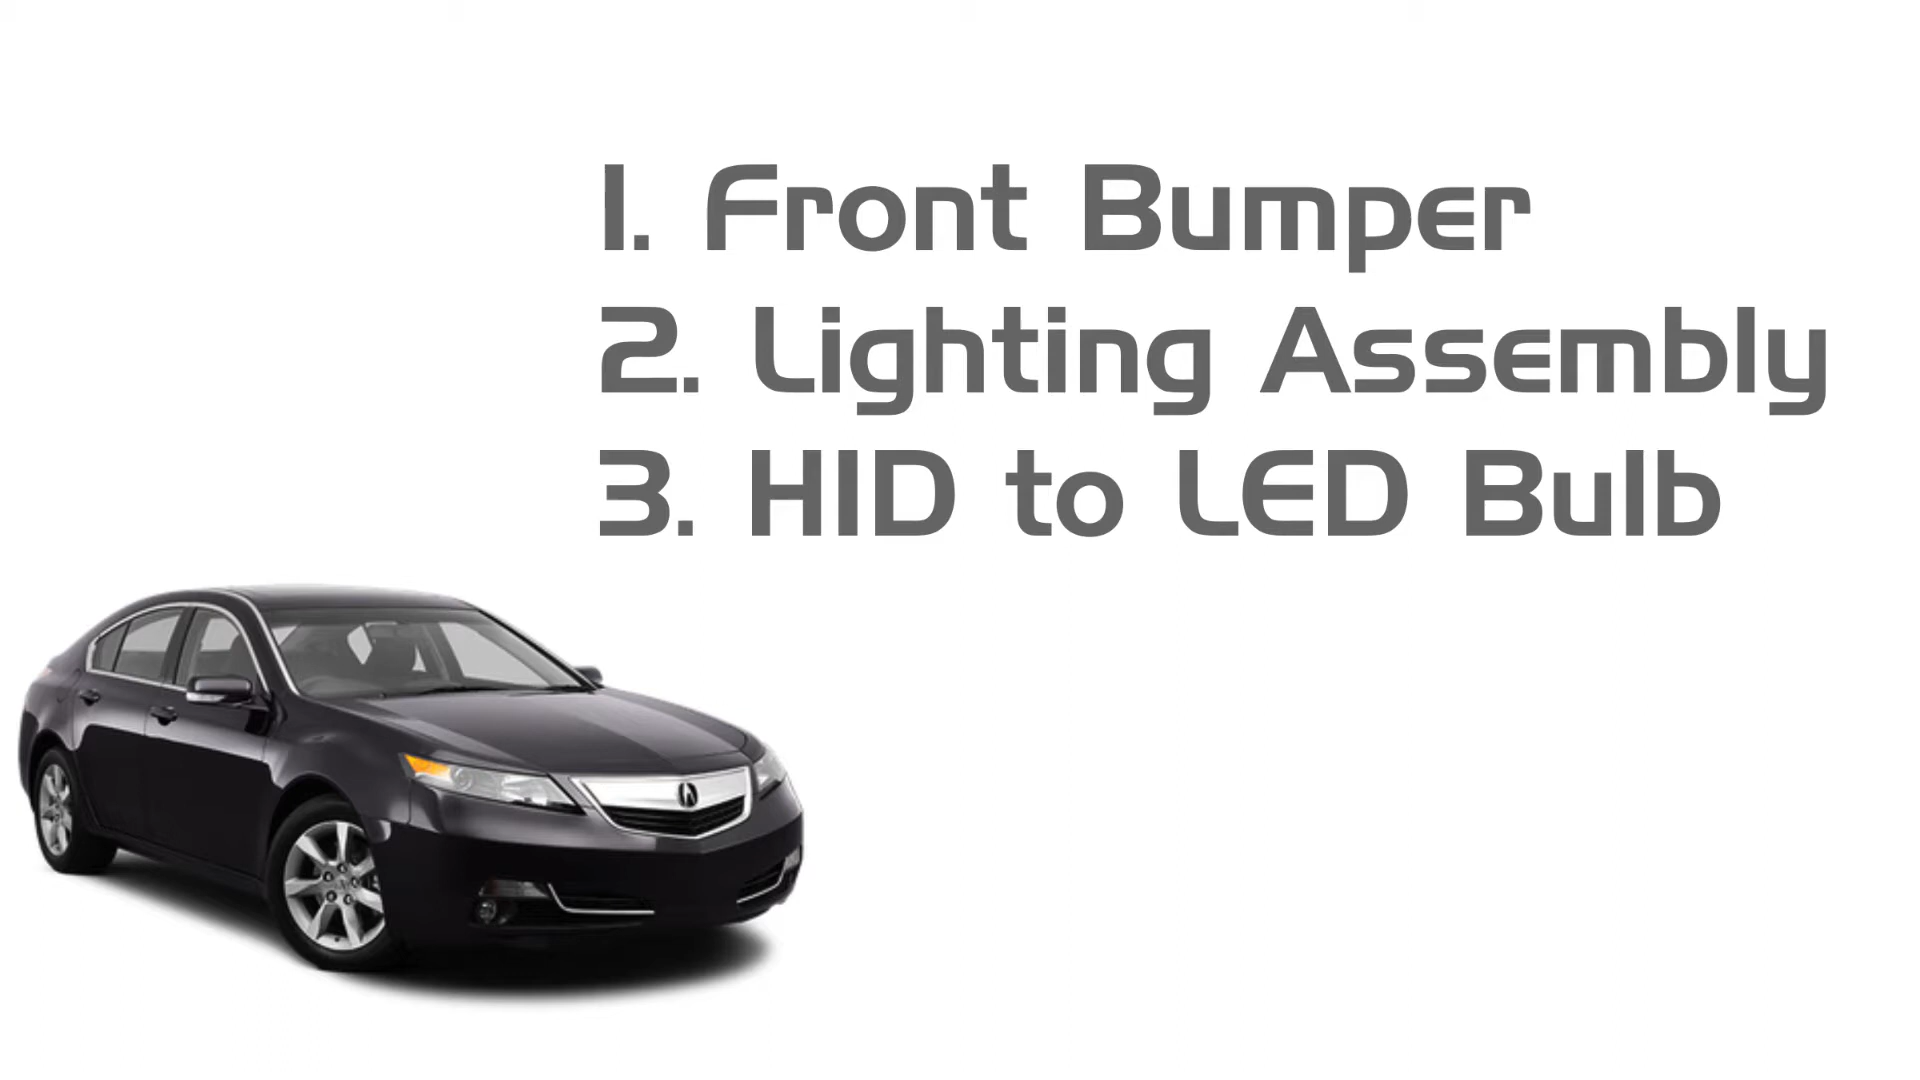 1. Front Bumper
2. Lighting Assembly
3. HID to LED Bulb